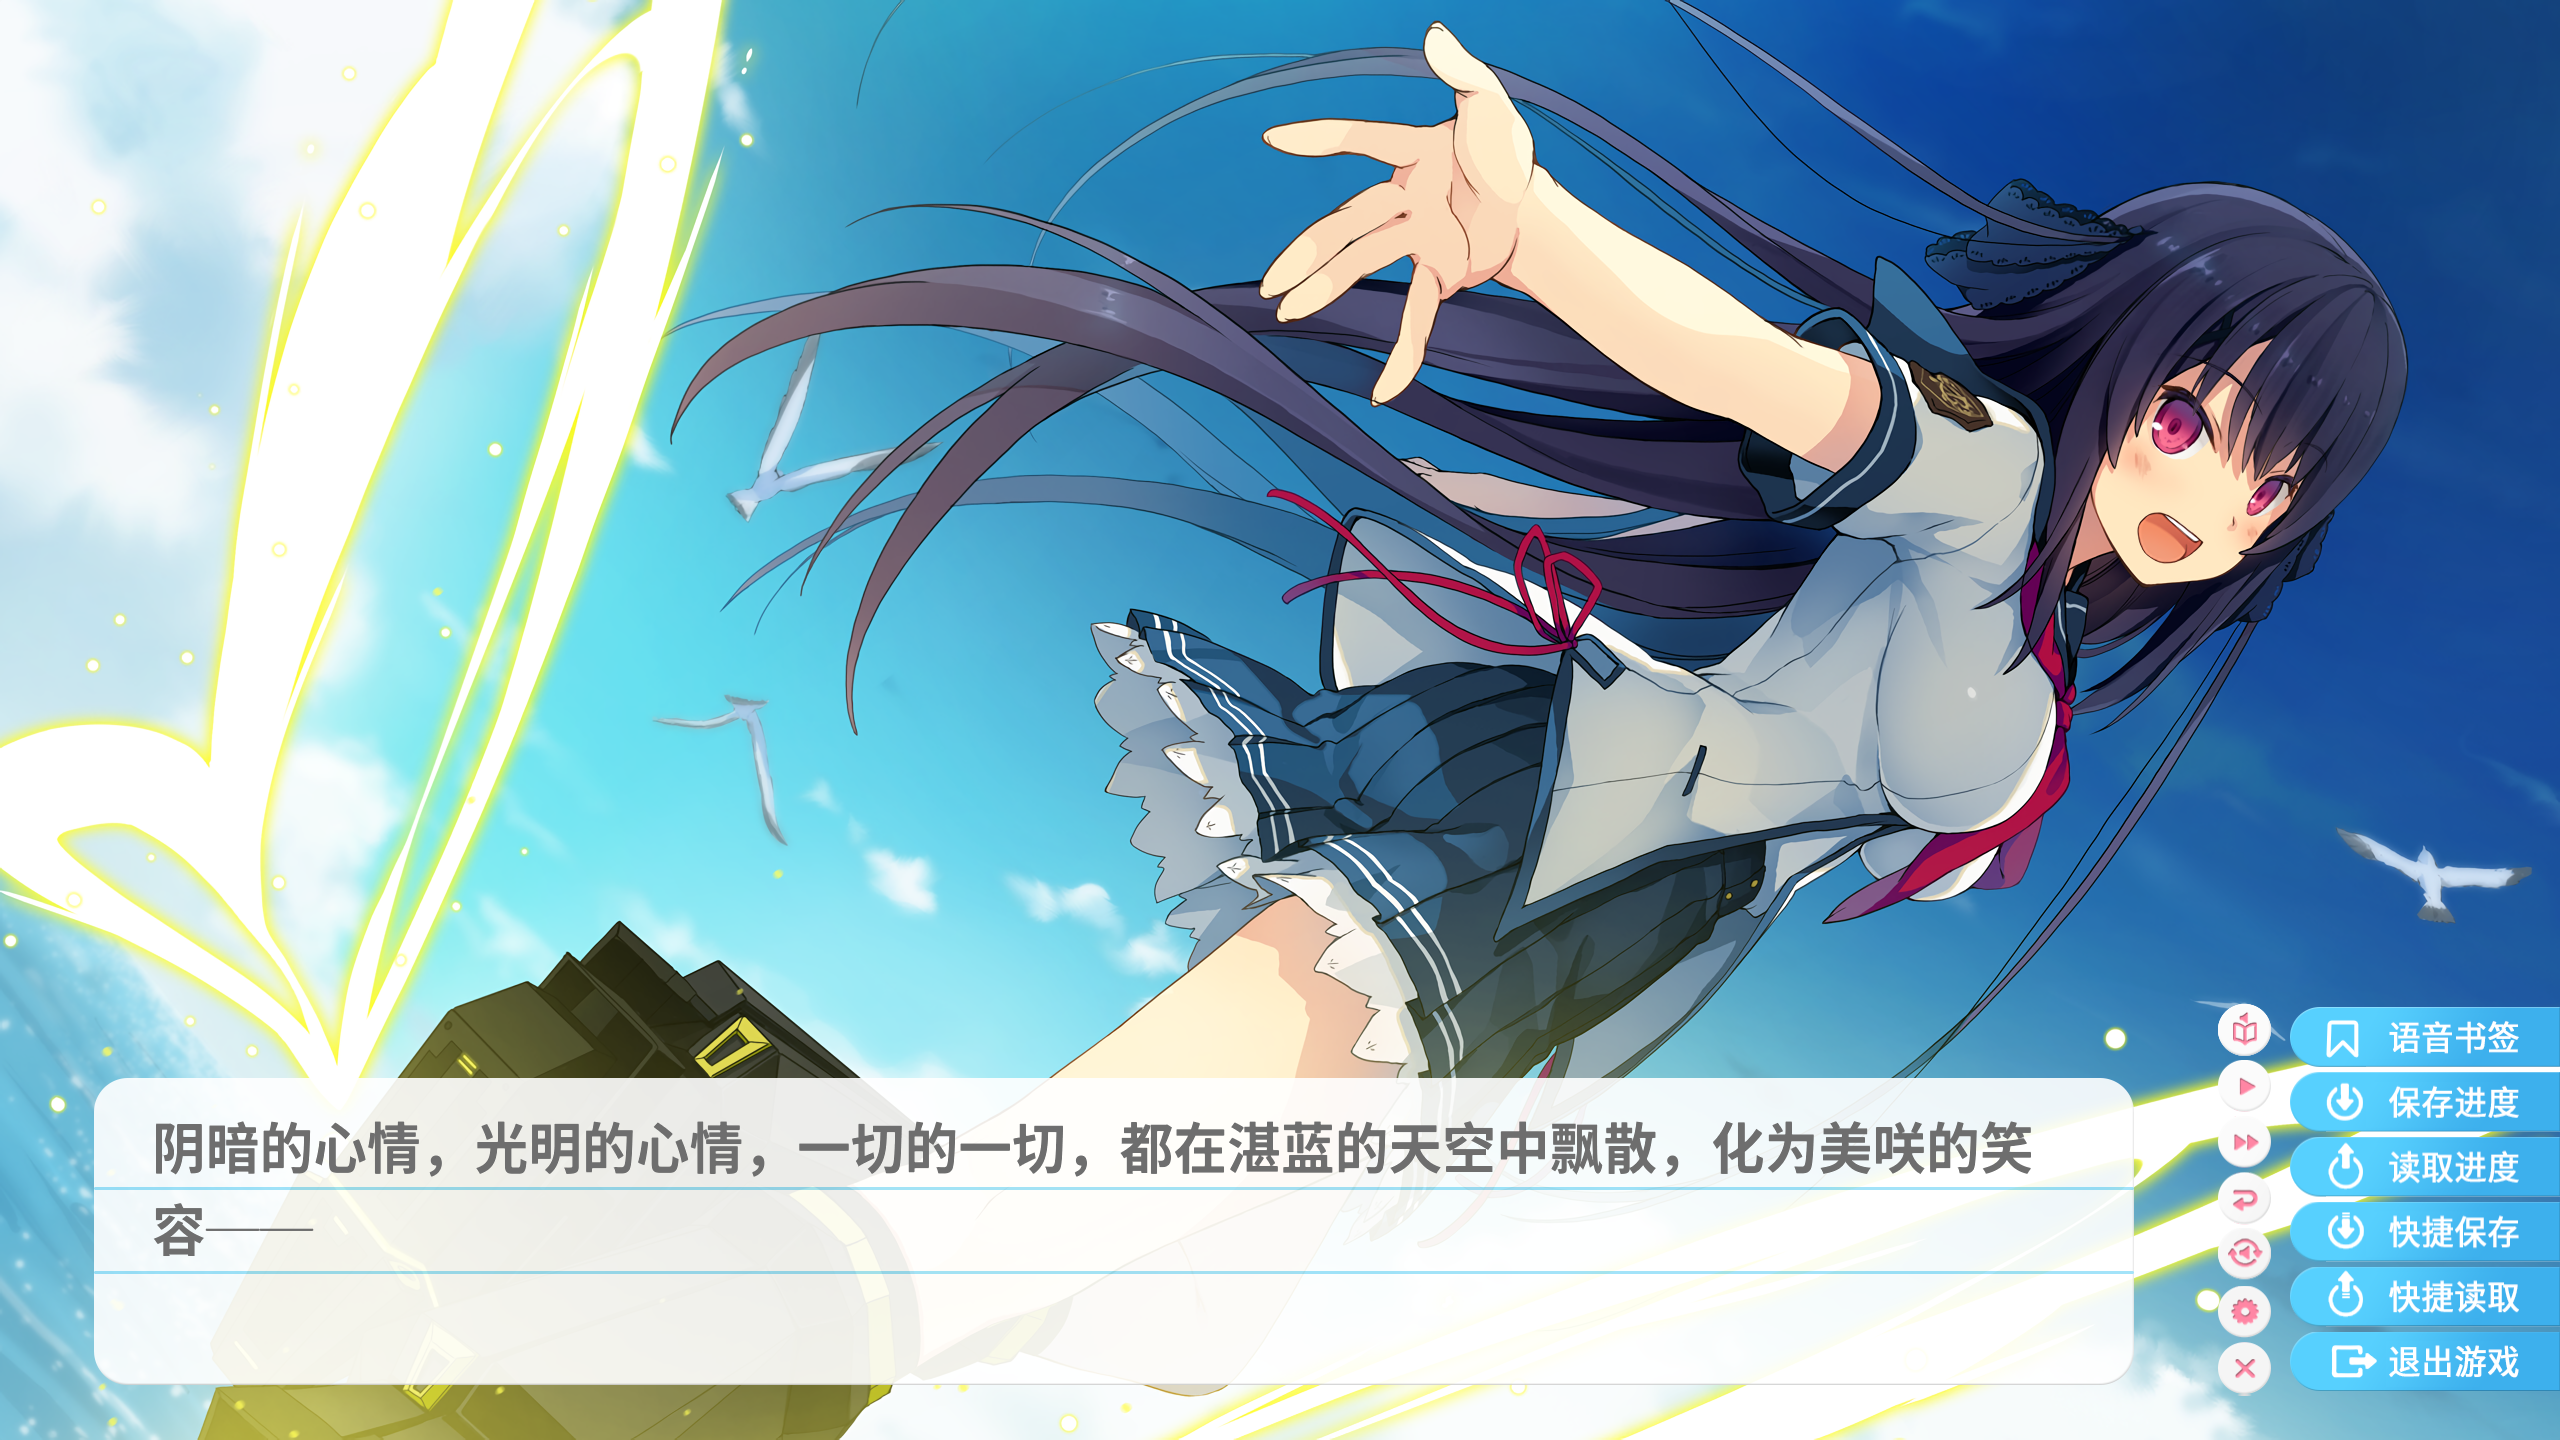 阴暗的心情，光明的心情，一切的一切，都在湛蓝的天空中飘散，化为美咲的笑
容——
语音书签
保存进度
读取进度
快捷保存
快捷读取
退出游戏